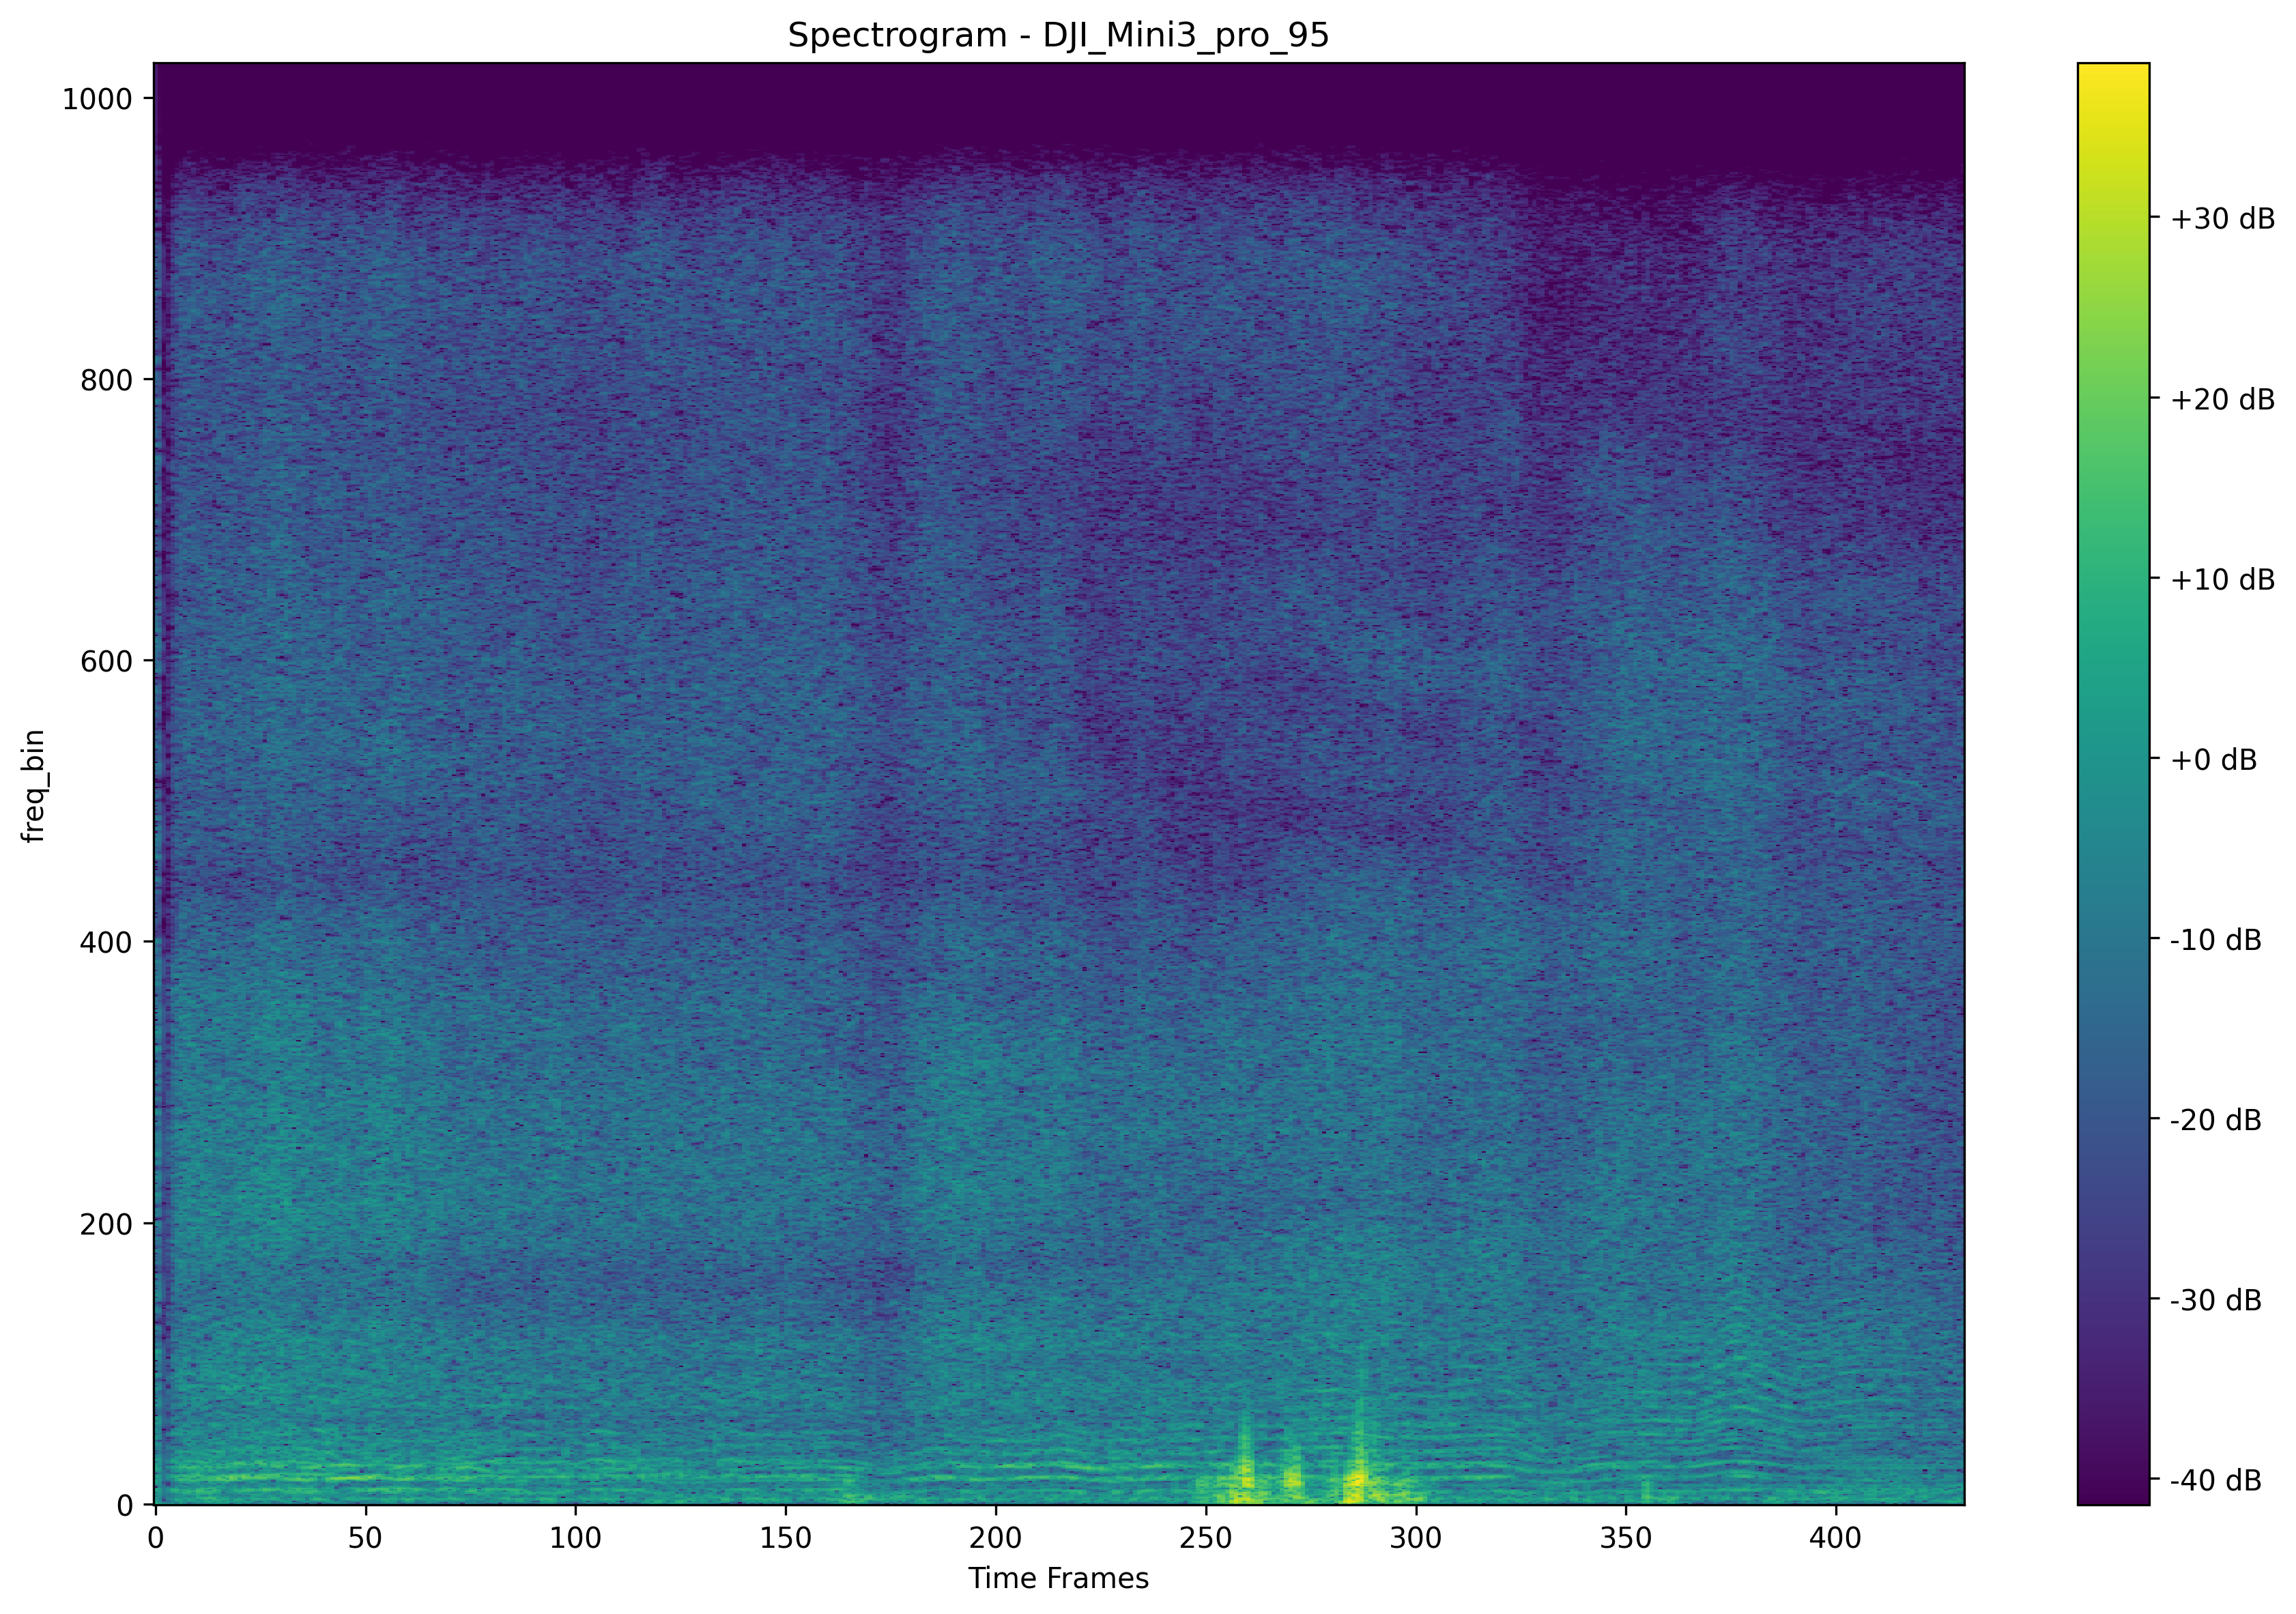 Spectrogram - DJI_Mini3_pro_95
1000
800
600
400
200
0
freq_bin
0 50 100 150 200 250 300 350 400
Time Frames
+30 dB
+20 dB
+10 dB
+0 dB
-10 dB
-20 dB
-30 dB
-40 dB